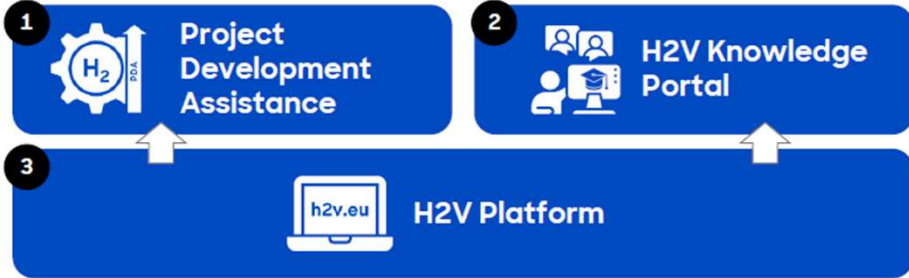 1
H2
PDA
Project
Development
Assistance
2
H2V Knowledge
Portal
3
h2v.eu
H2V Platform